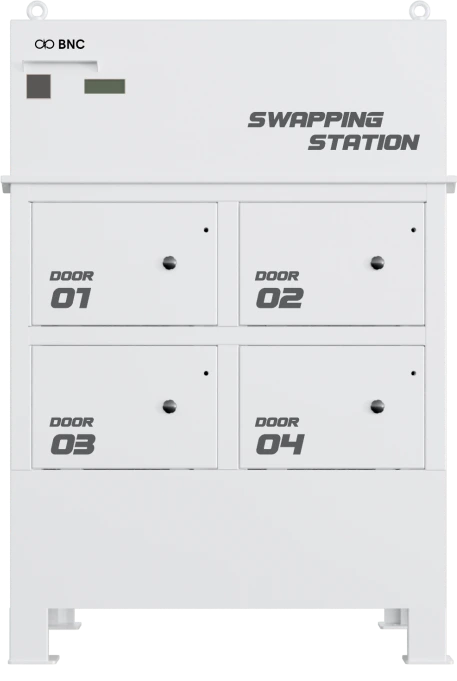 BNC
SWAPPING
STATION
DOOR
01
DOOR
02
DOOR
03
DOOR
04